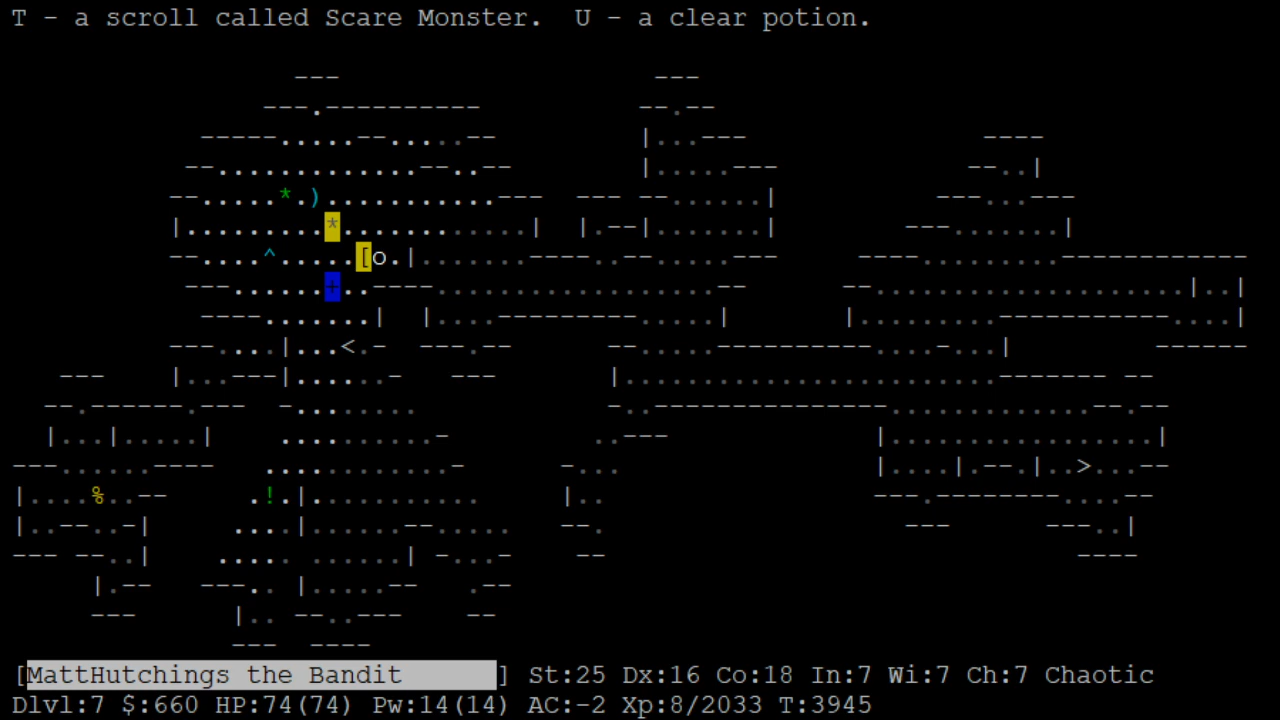 T - a scroll called Scare Monster.  U - a clear potion.
[MattHutchings the Bandit      ] St:25 Dx:16 Co:18 In:7 Wi:7 Ch:7 Chaotic
Dlvl:7 $:660 HP:74(74) Pw:14(14) AC:-2 Xp:8/2033 T:3945